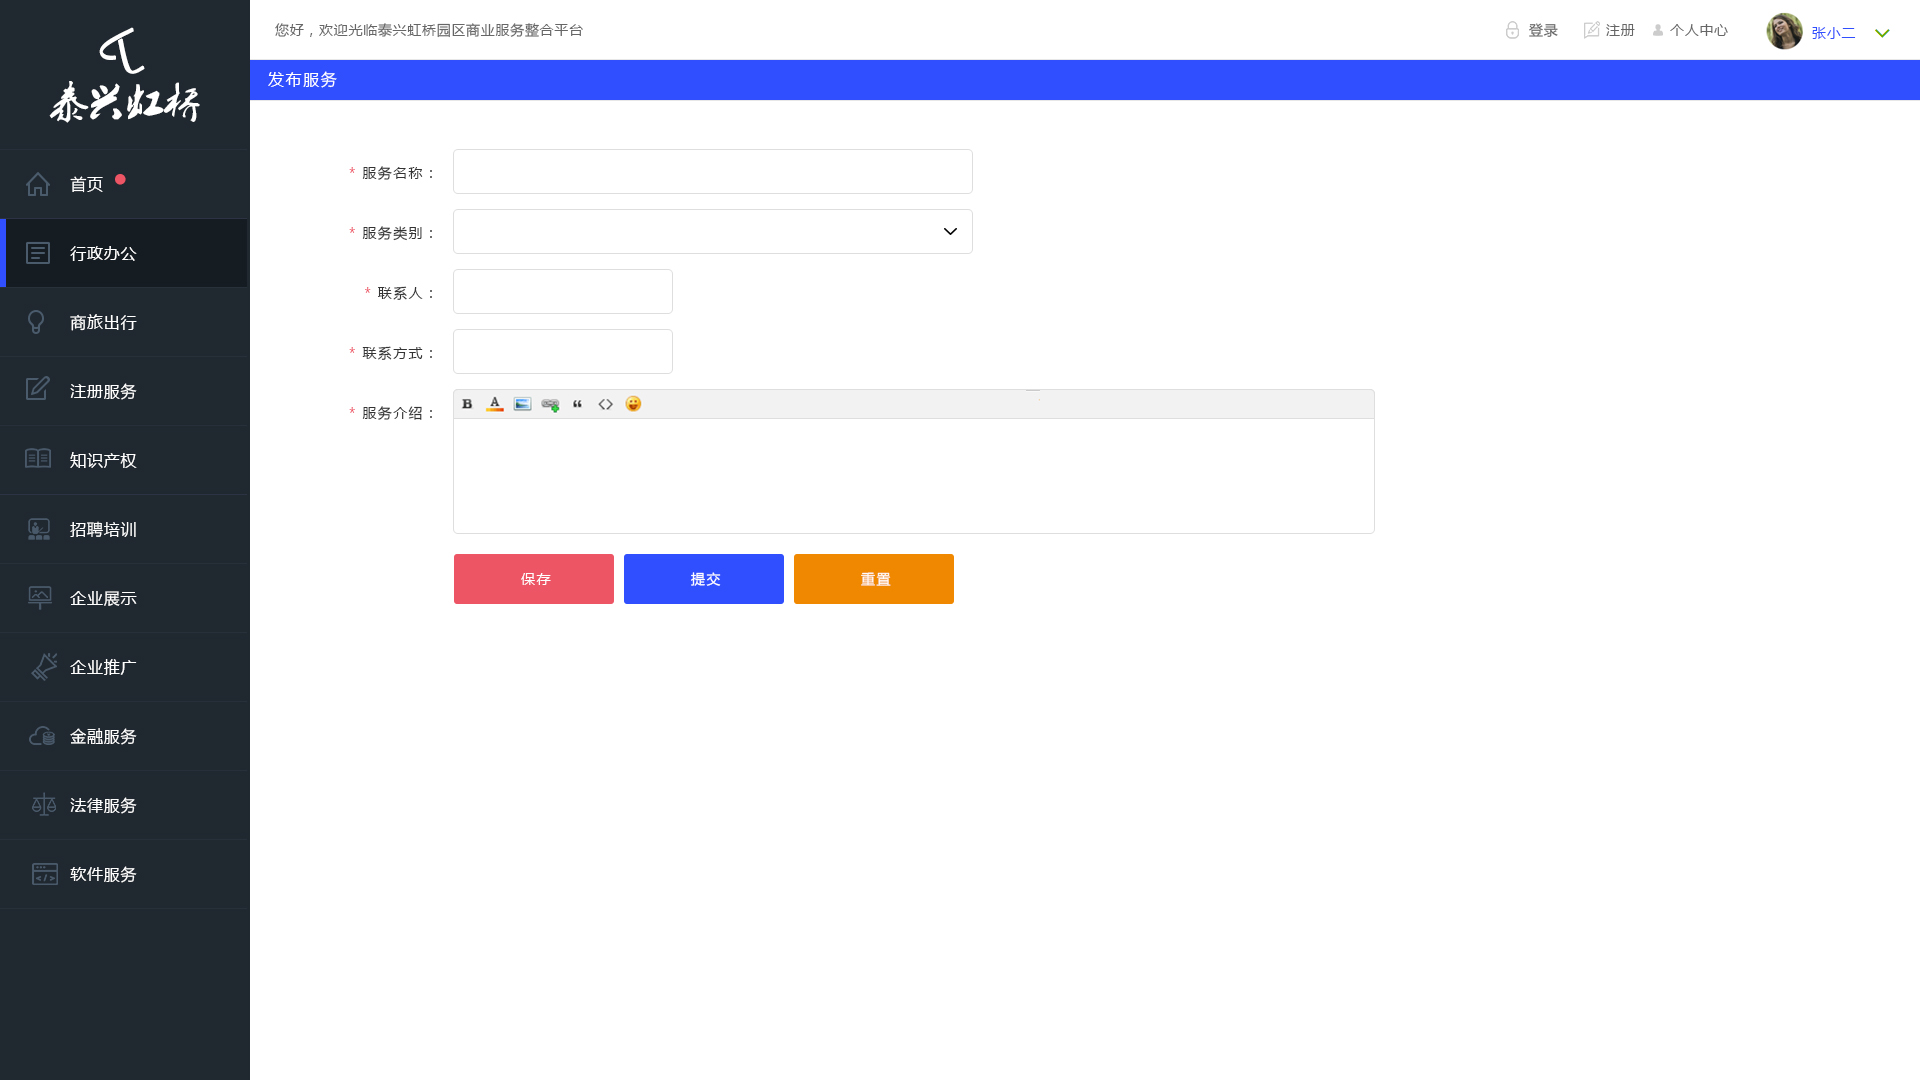 您好，欢迎光临泰兴虹桥园区商业服务整合平台
登录
注册
个人中心
张小二
泰兴虹桥
发布服务
首页
行政办公
商旅出行
注册服务
知识产权
招聘培训
企业展示
企业推广
金融服务
法律服务
软件服务
* 服务名称：
* 服务类别：
* 联系人：
* 联系方式：
* 服务介绍：
B A “ <>
保存
提交
重置